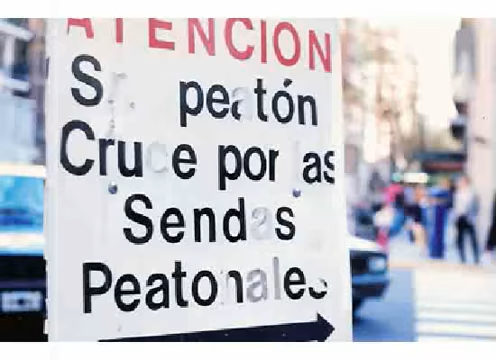 ATENCION
Sr. peatón
Cruce por las
Sendas
Peatonales